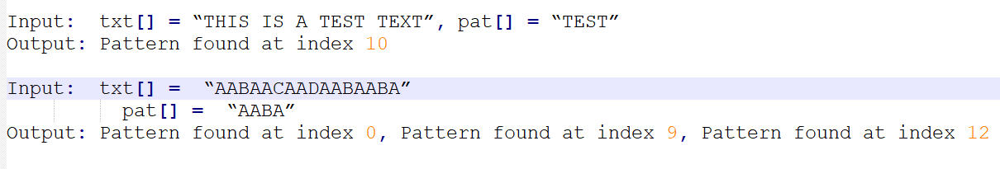 Input:  txt[] = “THIS IS A TEST TEXT”, pat[] = “TEST”
Output: Pattern found at index 10
Input:  txt[] =  “AABAACAADAABAABA”
pat[] =  “AABA”
Output: Pattern found at index 0, Pattern found at index 9, Pattern found at index 12